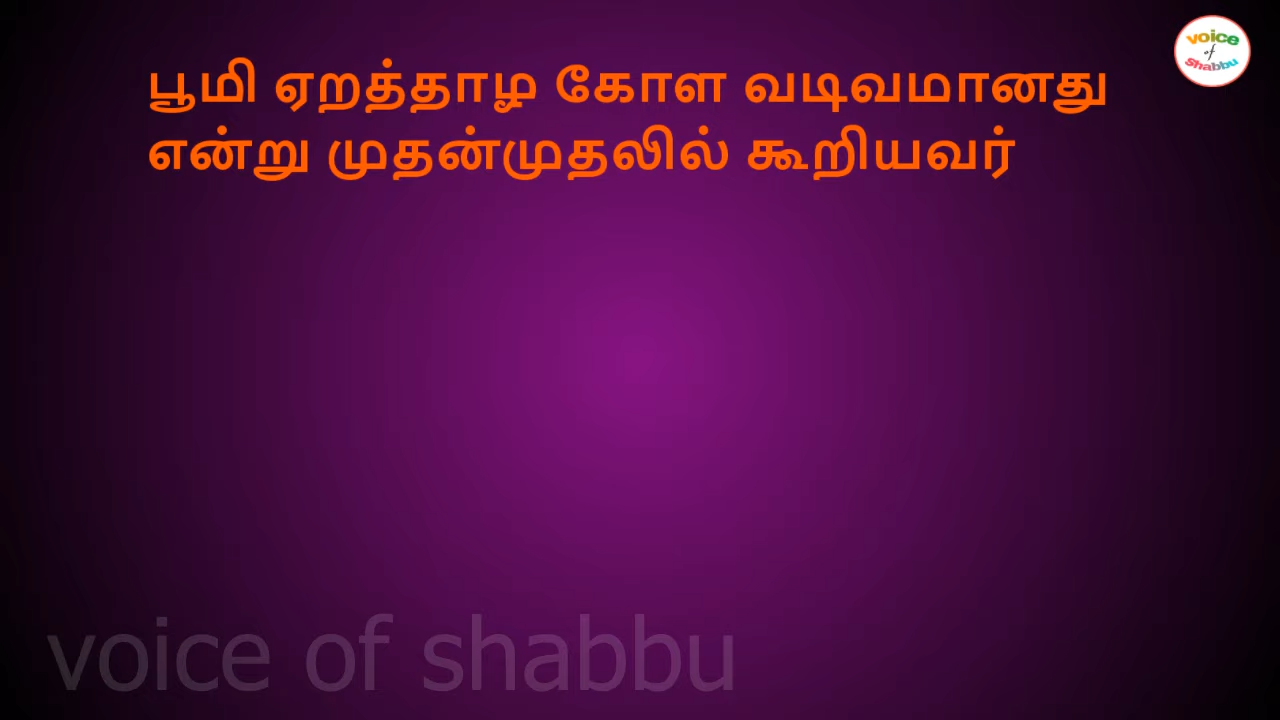 பூமி ஏறத்தாழ கோள வடிவமானது
என்று முதன்முதலில் கூறியவர்
voice
of
Shabbu
voice of shabbu